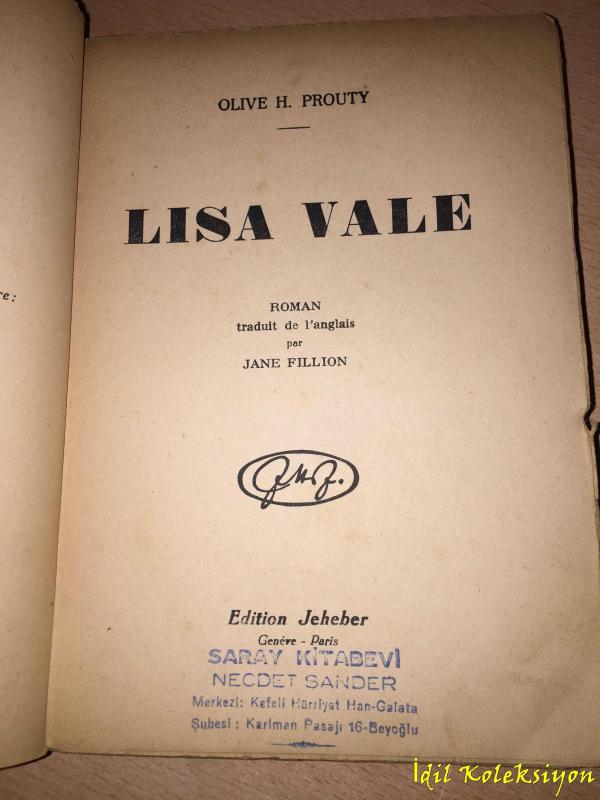 re:
OLIVE H. PROUTY
LISA VALE
ROMAN
traduit de l'anglais
par
JANE FILLION
Edition Jeheber
Genève - Paris
SARAY KİTABEVİ
NECDET SANDER
Merkezi: Kefeli Hürriyet Han-Galata
Şubesi : Karlman Pasajı 16-Beyoğlu
İdil Koleksiyon